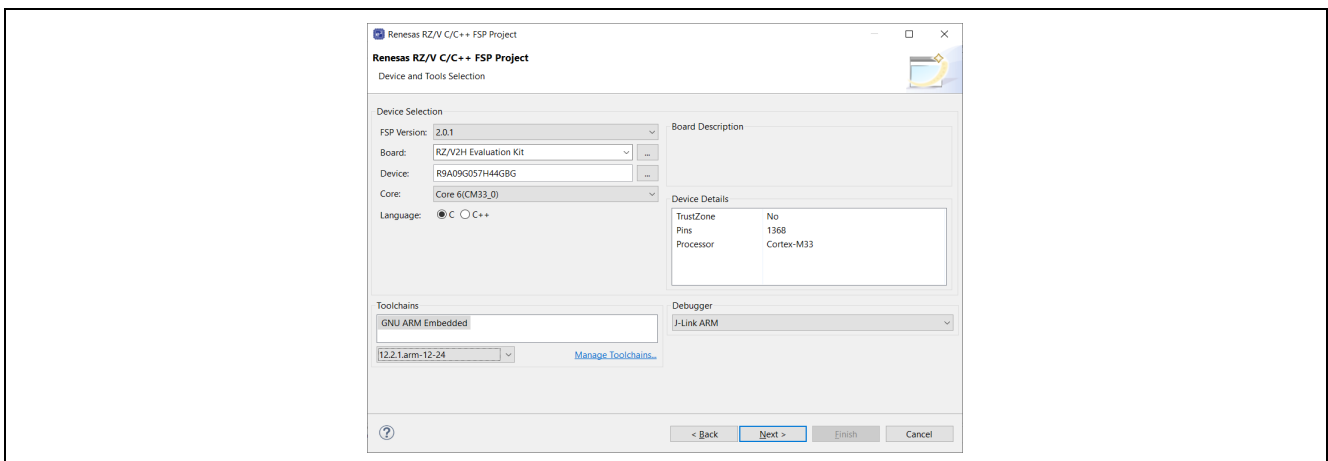 Renesas RZ/V C/C++ FSP Project
Renesas RZ/V C/C++ FSP Project
Device and Tools Selection
Device Selection
FSP Version: 2.0.1
Board: RZ/V2H Evaluation Kit ...
Device: R9A09G057H44GBG ...
Core: Core 6(CM33_0)
Language: C C++
Board Description
Device Details
TrustZone No
Pins 1368
Processor Cortex-M33
Toolchains
GNU ARM Embedded
12.2.1.arm-12-24 Manage Toolchains...
Debugger
J-Link ARM
? < Back Next > Finish Cancel